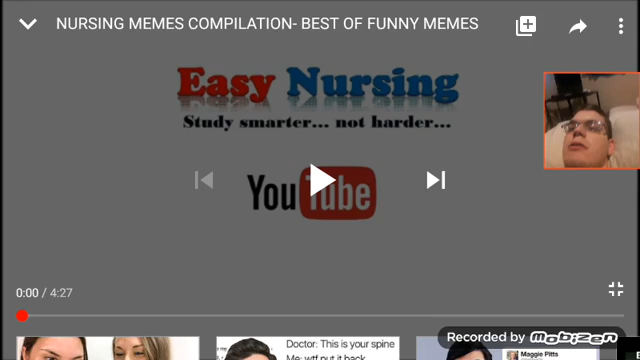 NURSING MEMES COMPILATION- BEST OF FUNNY MEMES
Easy Nursing
Study smarter... not harder...
YouTube
0:00 / 4:27
Doctor: This is your spine
Me: wtf put it back
Maggie Pitts
Recorded by mobizen